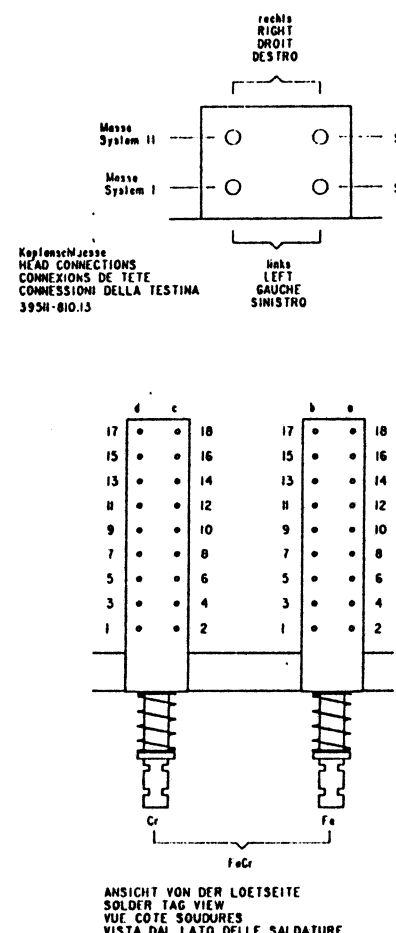 rechts
RIGHT
DROIT
DESTRO
Masse
System II
S
Masse
System I
S
Kopfanschluesse
HEAD CONNECTIONS
CONNEXIONS DE TETE
CONNESSIONI DELLA TESTINA
39511-810.13
links
LEFT
GAUCHE
SINISTRO
d c b a
17 18 17 18
15 16 15 16
13 14 13 14
11 12 11 12
9 10 9 10
7 8 7 8
5 6 5 6
3 4 3 4
1 2 1 2
Cr Fe
FeCr
ANSICHT VON DER LOETSEITE
SOLDER TAG VIEW
VUE COTE SOUDURES
VISTA DAL LATO DELLE SALDATURE